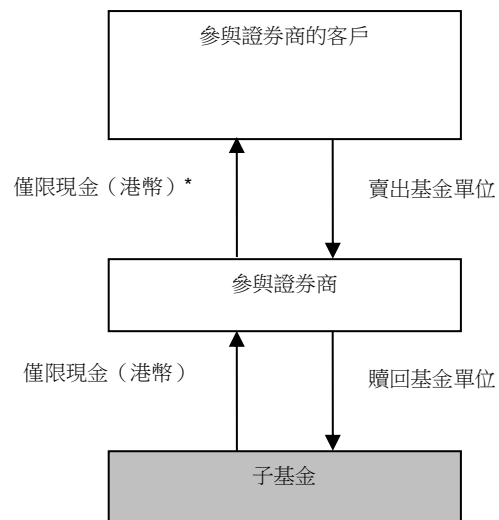 參與證券商的客戶
僅限現金（港幣）*
賣出基金單位
參與證券商
僅限現金（港幣）
贖回基金單位
子基金